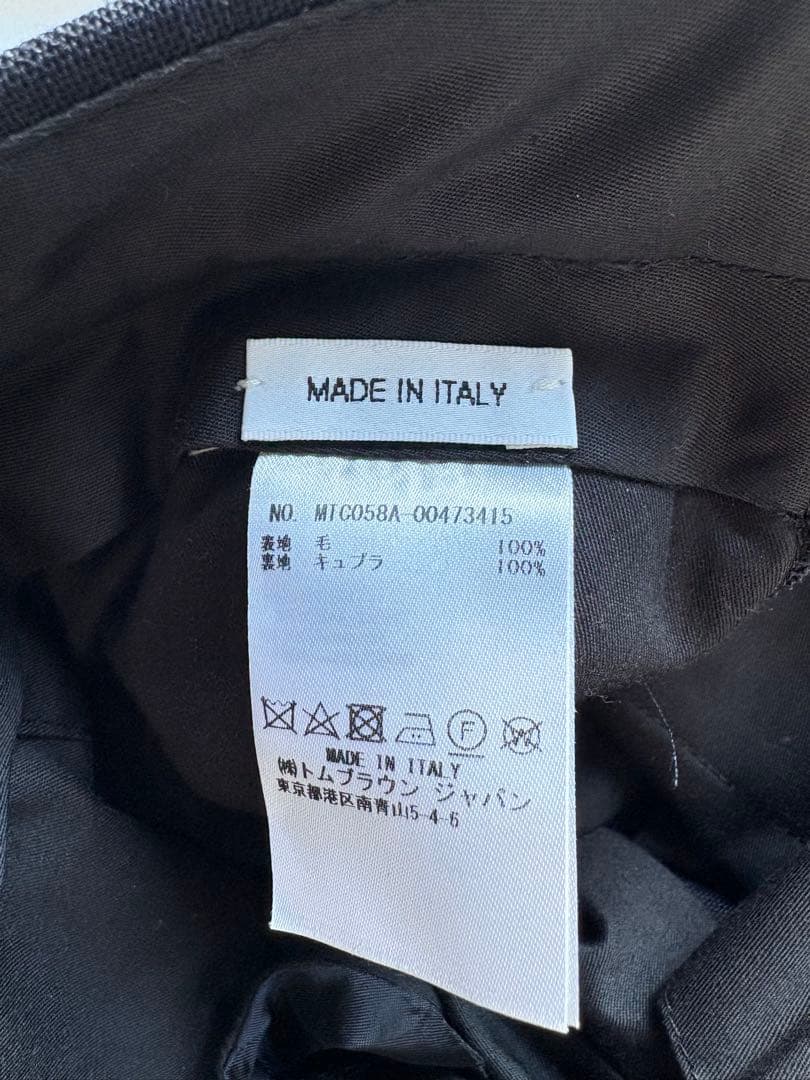 MADE IN ITALY
NO. MTC058A-00473415
表地 毛 100%
裏地 キュプラ 100%
F
W
MADE IN ITALY
㈱トムブラウン ジャパン
東京都港区南青山5-4-6